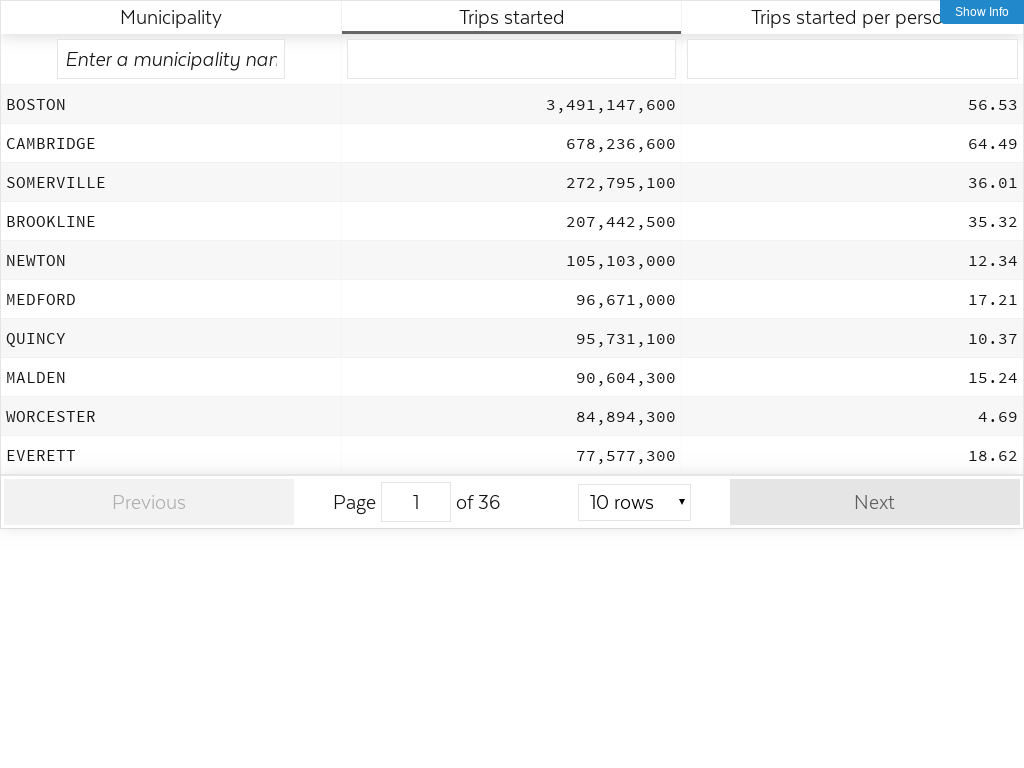 Municipality Trips started Trips started per perso
Show Info
Enter a municipality nar
BOSTON 3,491,147,600 56.53
CAMBRIDGE 678,236,600 64.49
SOMERVILLE 272,795,100 36.01
BROOKLINE 207,442,500 35.32
NEWTON 105,103,000 12.34
MEDFORD 96,671,000 17.21
QUINCY 95,731,100 10.37
MALDEN 90,604,300 15.24
WORCESTER 84,894,300 4.69
EVERETT 77,577,300 18.62
Previous Page 1 of 36 10 rows Next